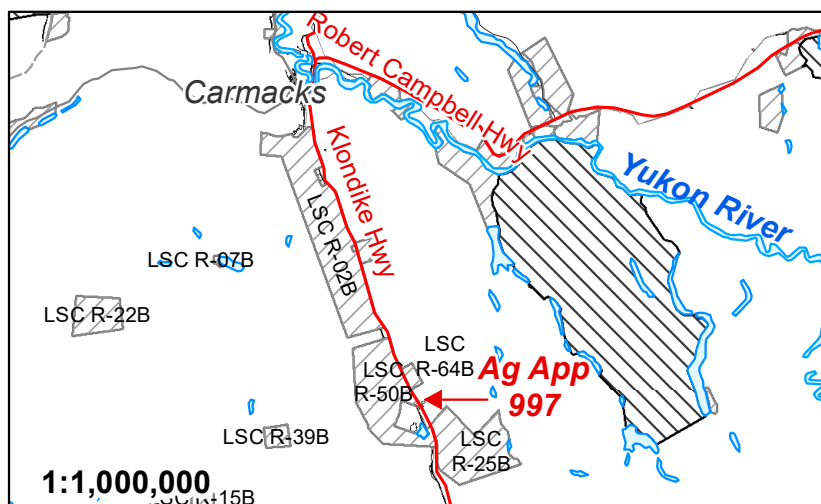 Robert Campbell Hwy
Carmacks
Klondike Hwy
Yukon River
LSC R-02B
LSC R-07B
LSC R-22B
LSC
R-64B
LSC
R-50B
Ag App
997
LSC R-39B
LSC
R-25B
1:1,000,000
R-15B